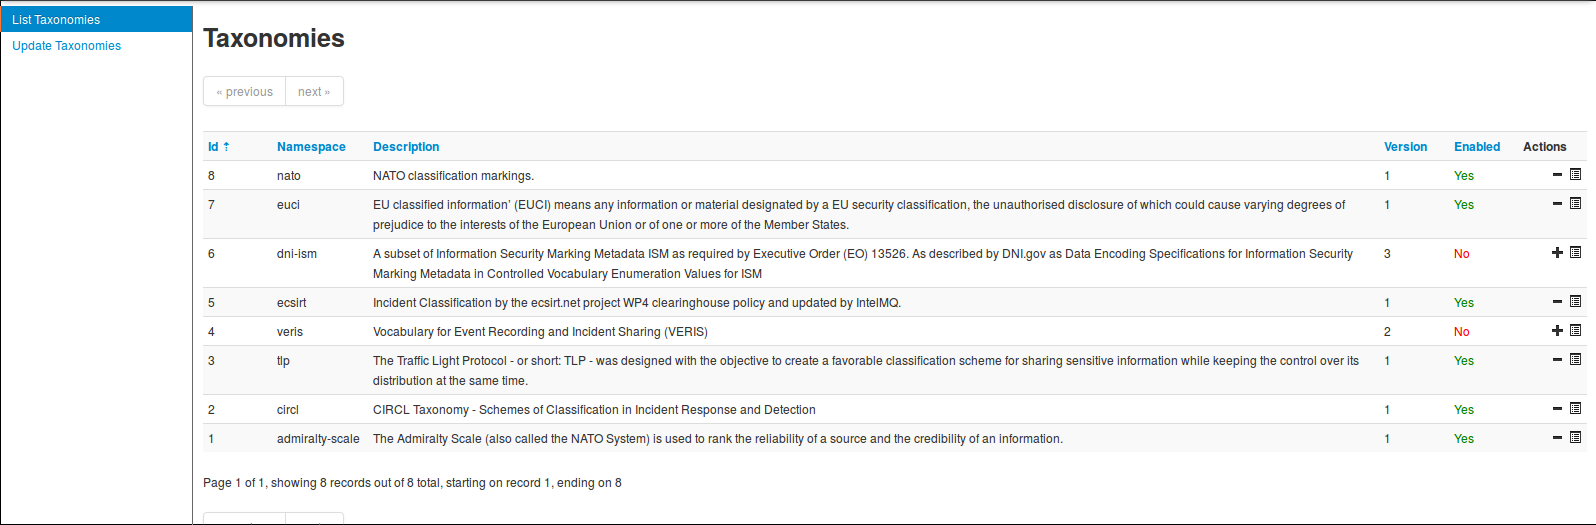 List Taxonomies
Update Taxonomies
Taxonomies
« previous next »
Id ↑ Namespace Description Version Enabled Actions
8 nato NATO classification markings. 1 Yes
7 euci EU classified information' (EUCI) means any information or material designated by a EU security classification, the unauthorised disclosure of which could cause varying degrees of 1 Yes
prejudice to the interests of the European Union or of one or more of the Member States.
6 dni-ism A subset of Information Security Marking Metadata ISM as required by Executive Order (EO) 13526. As described by DNI.gov as Data Encoding Specifications for Information Security 3 No
Marking Metadata in Controlled Vocabulary Enumeration Values for ISM
5 ecsirt Incident Classification by the ecsirt.net project WP4 clearinghouse policy and updated by IntelMQ. 1 Yes
4 veris Vocabulary for Event Recording and Incident Sharing (VERIS) 2 No
3 tlp The Traffic Light Protocol - or short: TLP - was designed with the objective to create a favorable classification scheme for sharing sensitive information while keeping the control over its 1 Yes
distribution at the same time.
2 circl CIRCL Taxonomy - Schemes of Classification in Incident Response and Detection 1 Yes
1 admiralty-scale The Admiralty Scale (also called the NATO System) is used to rank the reliability of a source and the credibility of an information. 1 Yes
Page 1 of 1, showing 8 records out of 8 total, starting on record 1, ending on 8